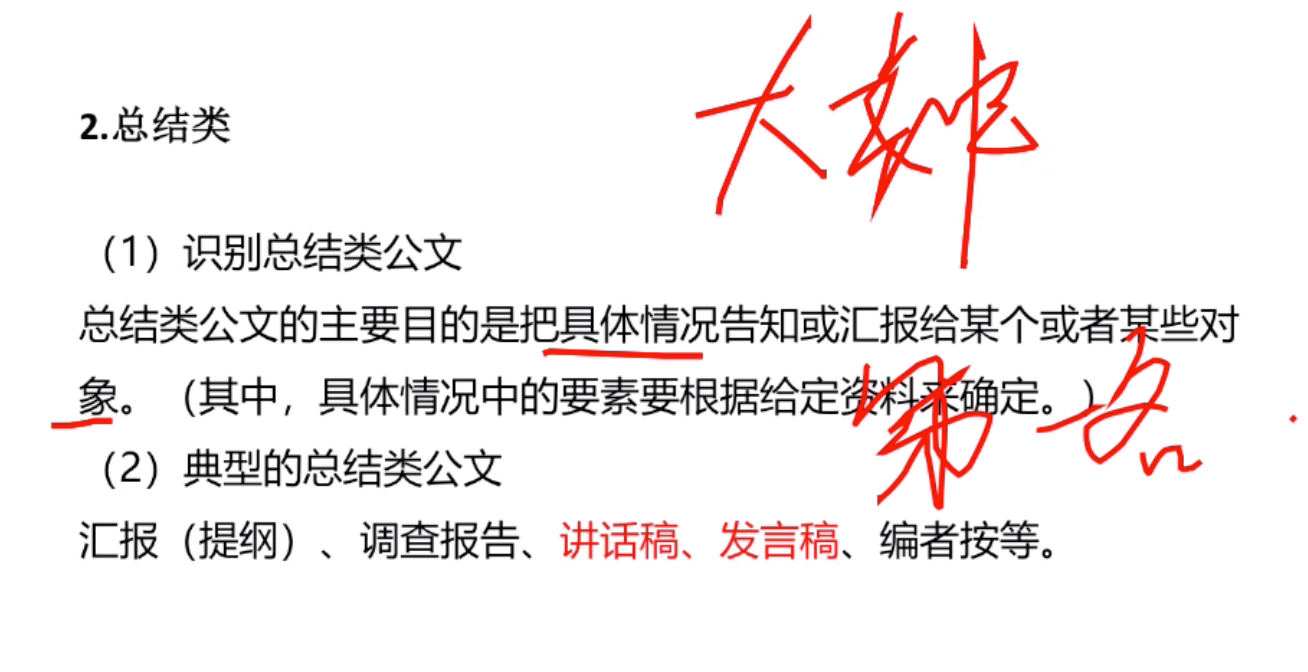 2.总结类
（1）识别总结类公文
总结类公文的主要目的是把具体情况告知或汇报给某个或者某些对
象。（其中，具体情况中的要素要根据给定资料来确定。）
（2）典型的总结类公文
汇报（提纲）、调查报告、讲话稿、发言稿、编者按等。